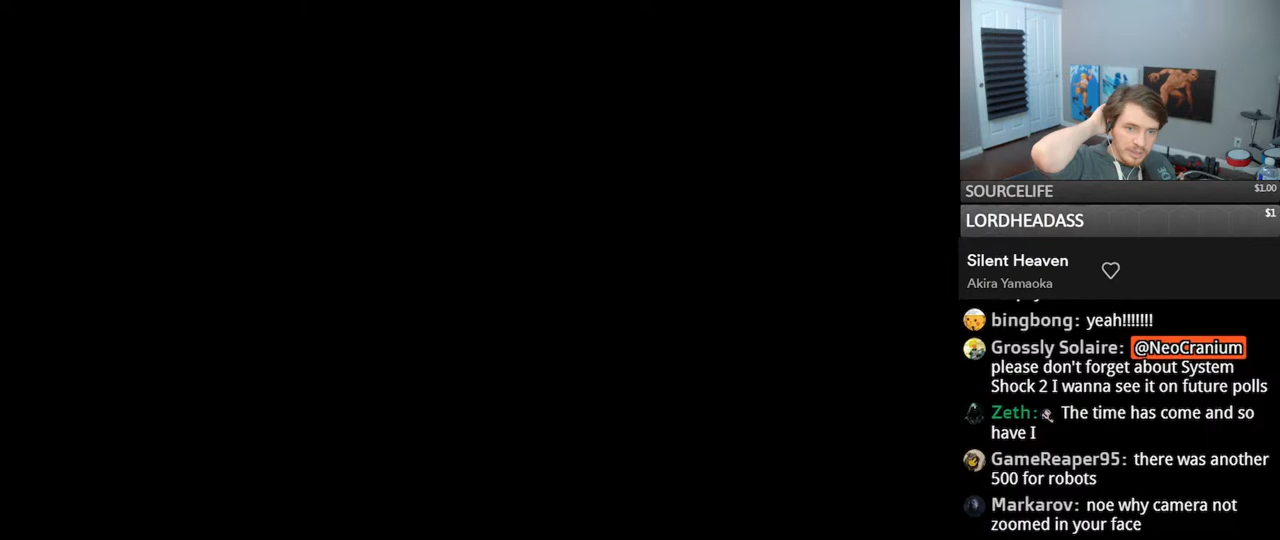 SOURCELIFE $1.00
LORDHEADASS $1
Silent Heaven
Akira Yamaoka
bingbong: yeah!!!!!!!
Grossly Solaire: @NeoCranium
please don't forget about System
Shock 2 I wanna see it on future polls
Zeth: The time has come and so
have I
GameReaper95: there was another
500 for robots
Markarov: noe why camera not
zoomed in your face